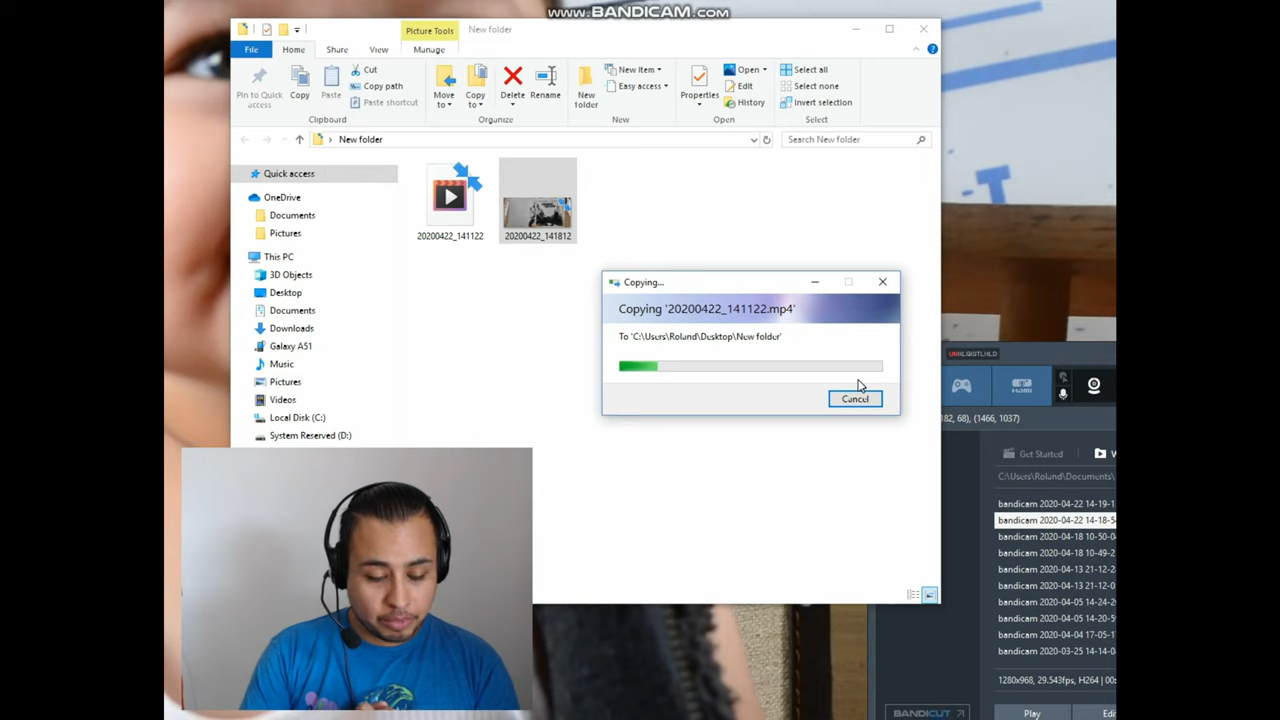 www.BANDICAM.com
Picture Tools
New folder
File
Home
Share
View
Manage
Pin to Quick access
Copy
Paste
Cut
Copy path
Paste shortcut
Clipboard
Move to
Copy to
Delete
Rename
Organize
New folder
New item
Easy access
New
Properties
Open
Edit
History
Open
Select all
Select none
Invert selection
Select
New folder
Search New folder
Quick access
OneDrive
Documents
Pictures
This PC
3D Objects
Desktop
Documents
Downloads
Galaxy A51
Music
Pictures
Videos
Local Disk (C:)
System Reserved (D:)
20200422_141122
20200422_141812
Copying...
Copying '20200422_141122.mp4'
To 'C:\Users\Roland\Desktop\New folder'
Cancel
HDMI
182, 68), (1466, 1037)
Get Started
C:\Users\Roland\Documents\
bandicam 2020-04-22 14-19-1
bandicam 2020-04-22 14-18-5
bandicam 2020-04-18 10-50-0
bandicam 2020-04-18 10-49-2
bandicam 2020-04-13 21-12-2
bandicam 2020-04-13 21-12-0
bandicam 2020-04-05 14-24-2
bandicam 2020-04-05 14-20-5
bandicam 2020-04-04 17-05-1
bandicam 2020-03-25 14-14-0
1280x968, 29.543fps, H264 | 00:
BANDICUT
Play
Edi